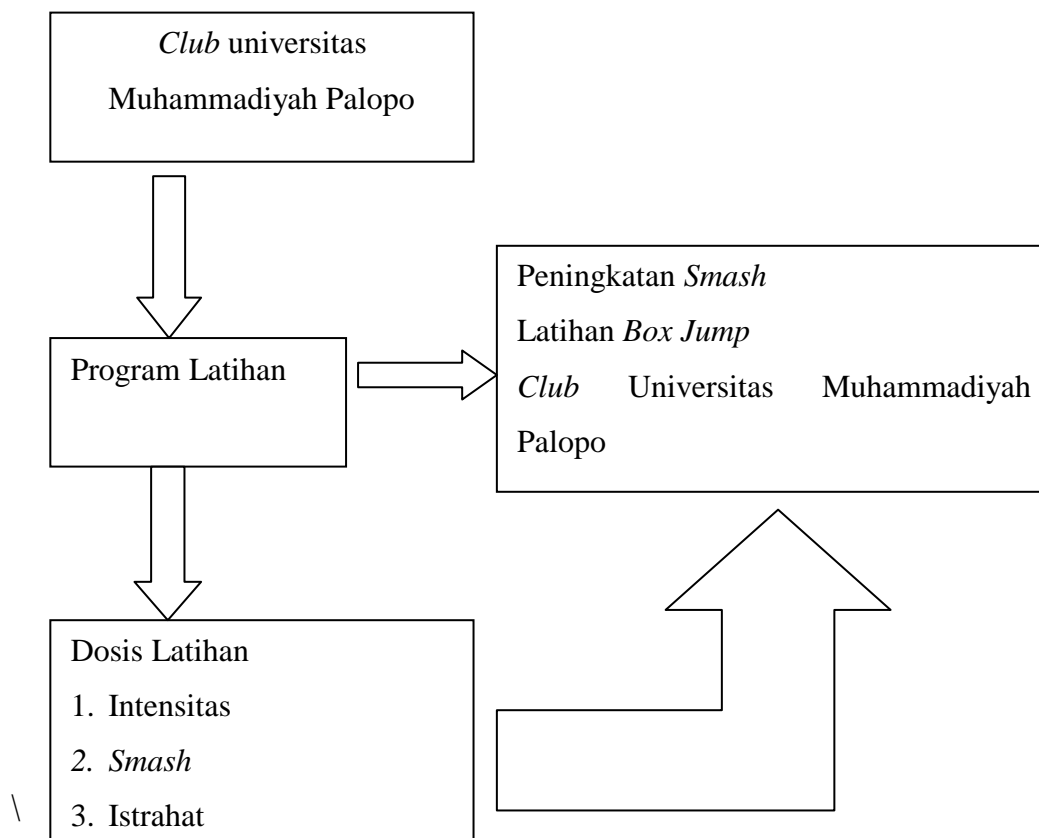 Club universitas
Muhammadiyah Palopo
Program Latihan
Peningkatan Smash
Latihan Box Jump
Club Universitas Muhammadiyah
Palopo
Dosis Latihan
1. Intensitas
2. Smash
\ 3. Istrahat